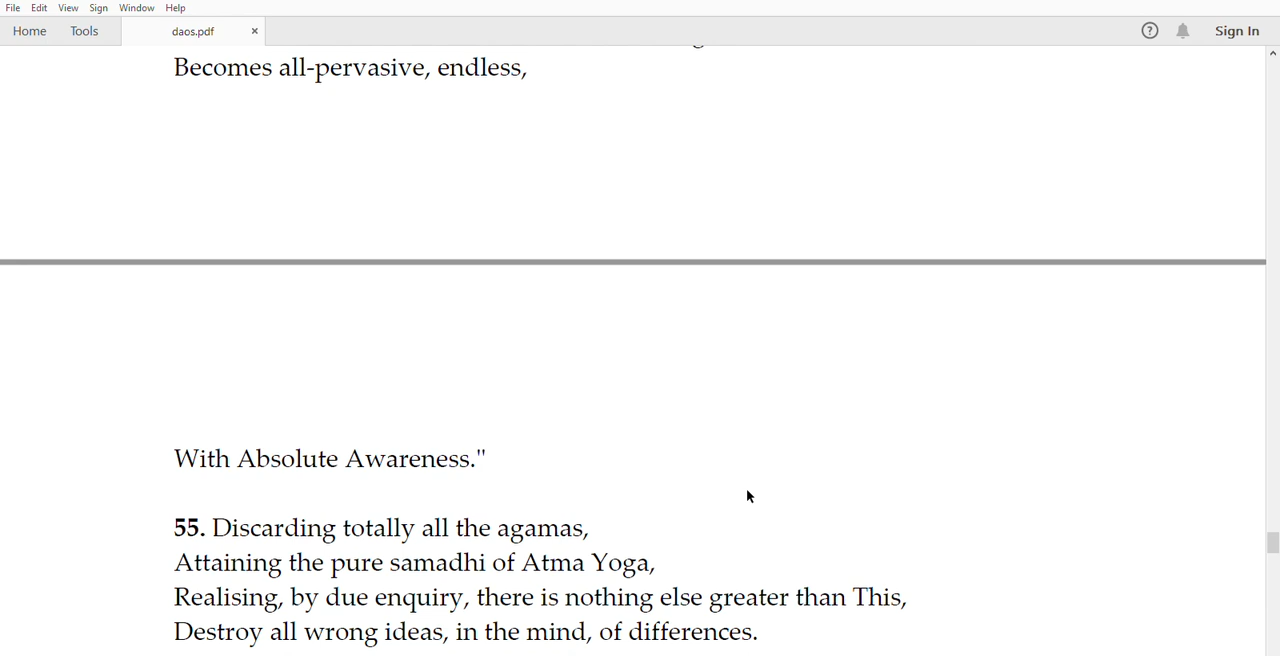 File Edit View Sign Window Help
Home Tools daos.pdf × ? Sign In
Becomes all-pervasive, endless,
With Absolute Awareness."
55. Discarding totally all the agamas,
Attaining the pure samadhi of Atma Yoga,
Realising, by due enquiry, there is nothing else greater than This,
Destroy all wrong ideas, in the mind, of differences.